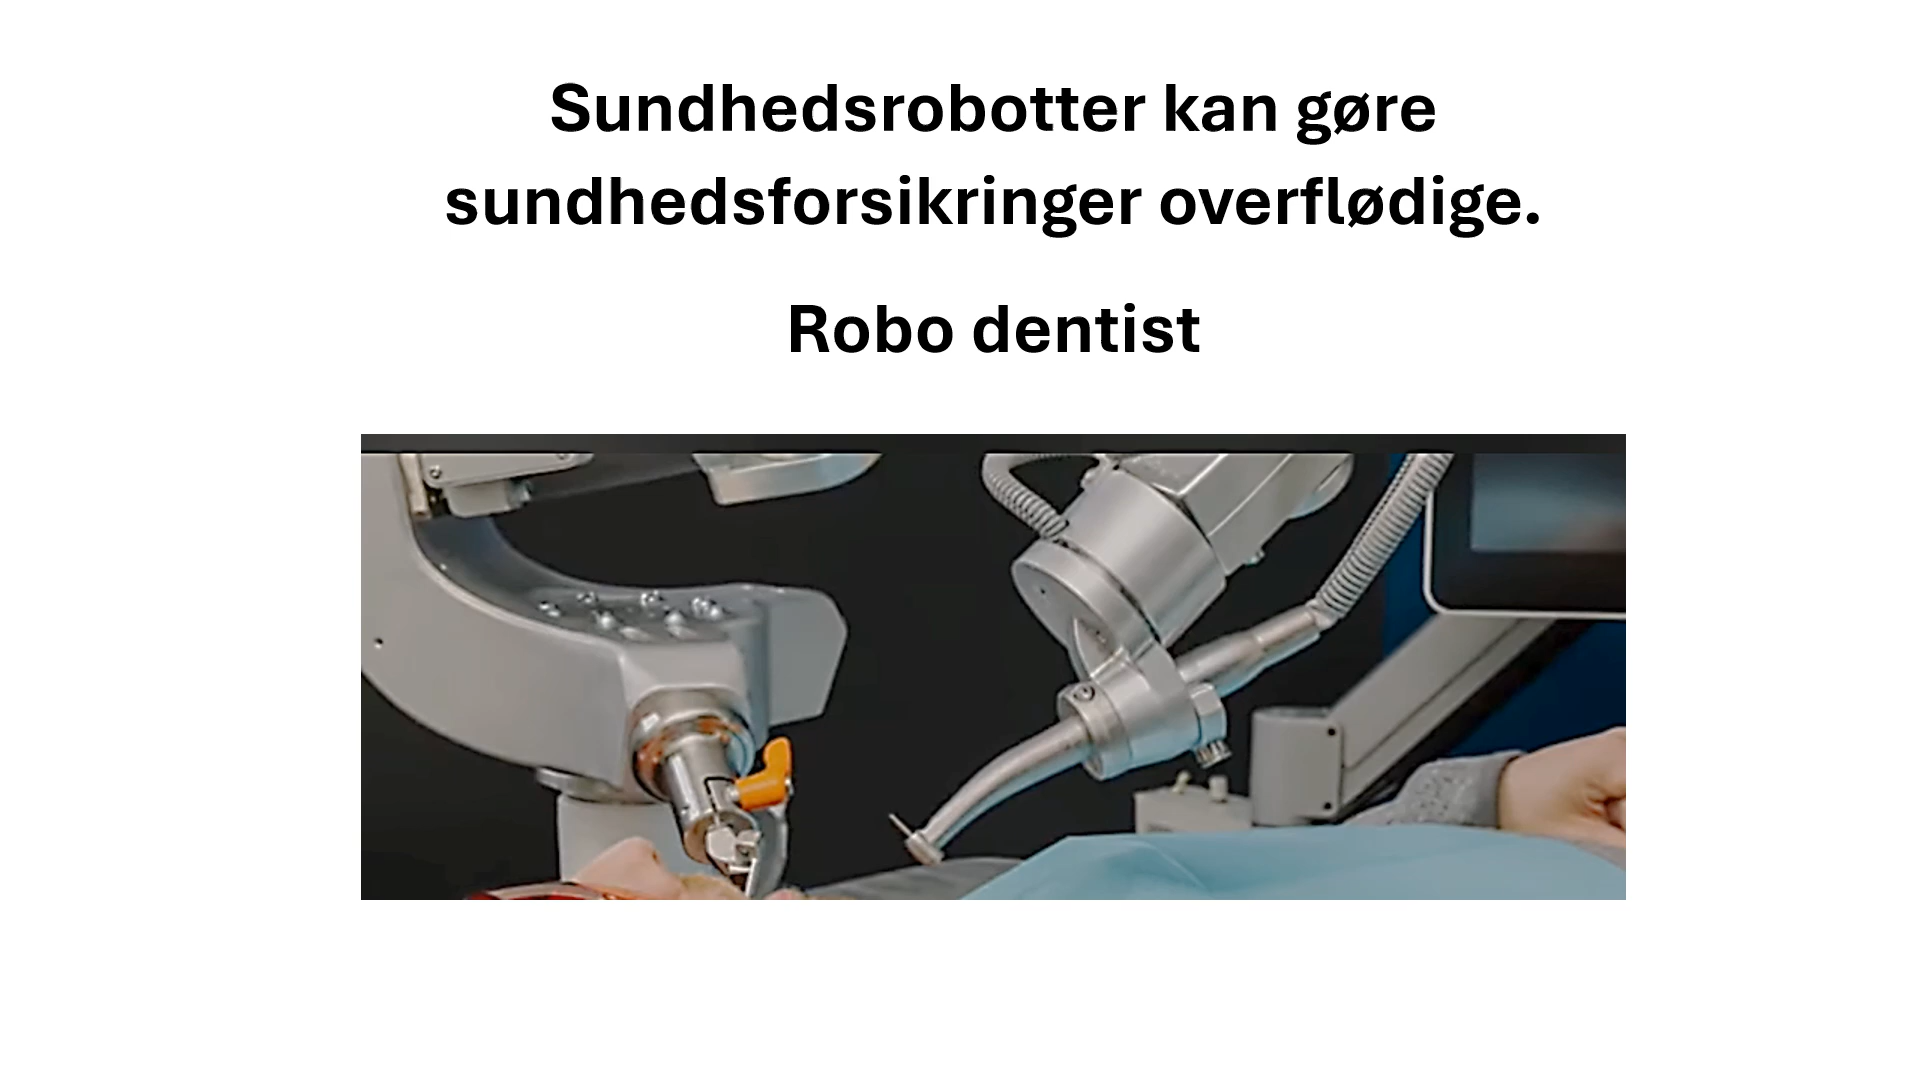 Sundhedsrobotter kan gøre
sundhedsforsikringer overflødige.
Robo dentist